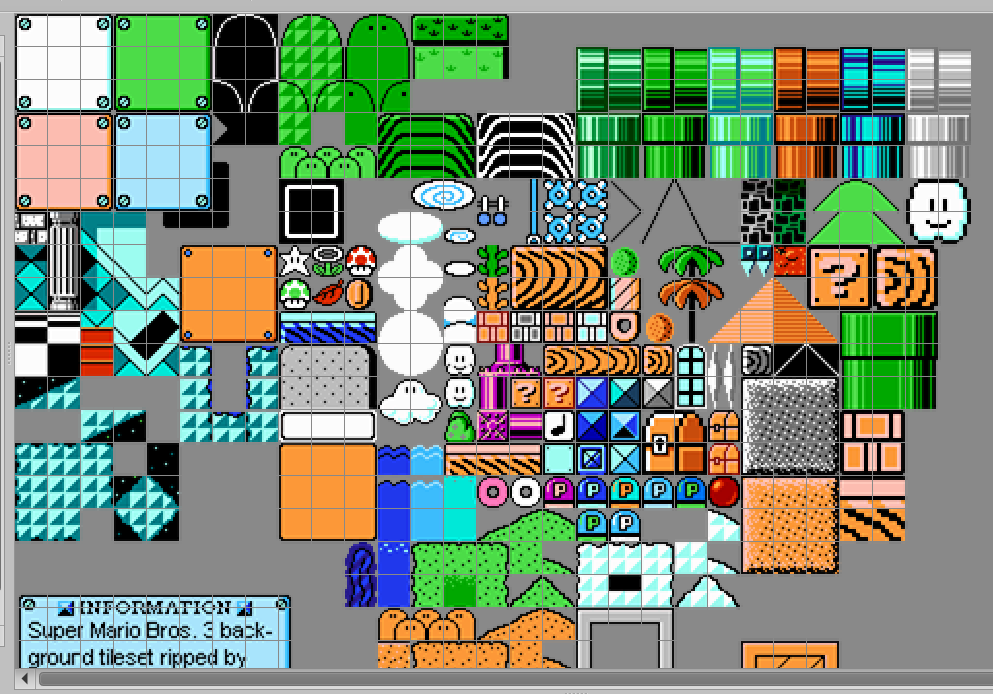 ? ?
? ?
P P P P P
P P
INFORMATION
Super Mario Bros. 3 back-
ground tileset ripped by